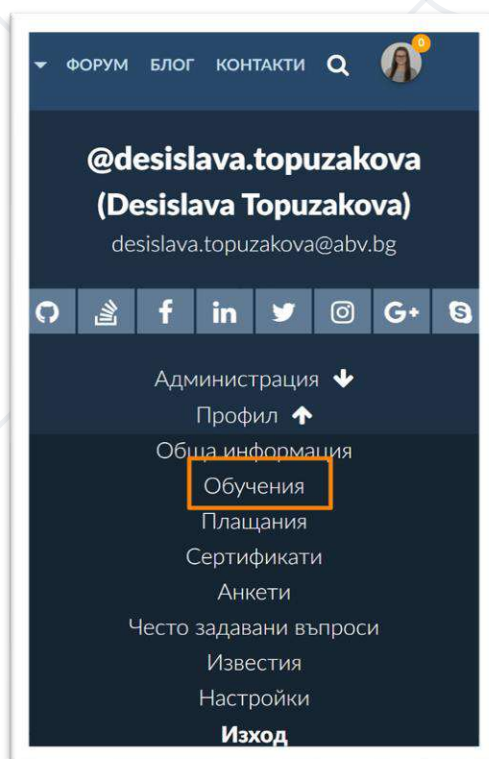 ФОРУМ БЛОГ КОНТАКТИ 0
@desislava.topuzakova
(Desislava Topuzakova)
desislava.topuzakova@abv.bg
f in G+ S
Администрация
Профил
Обща информация
Обучения
Плащания
Сертификати
Анкети
Често задавани въпроси
Известия
Настройки
Изход